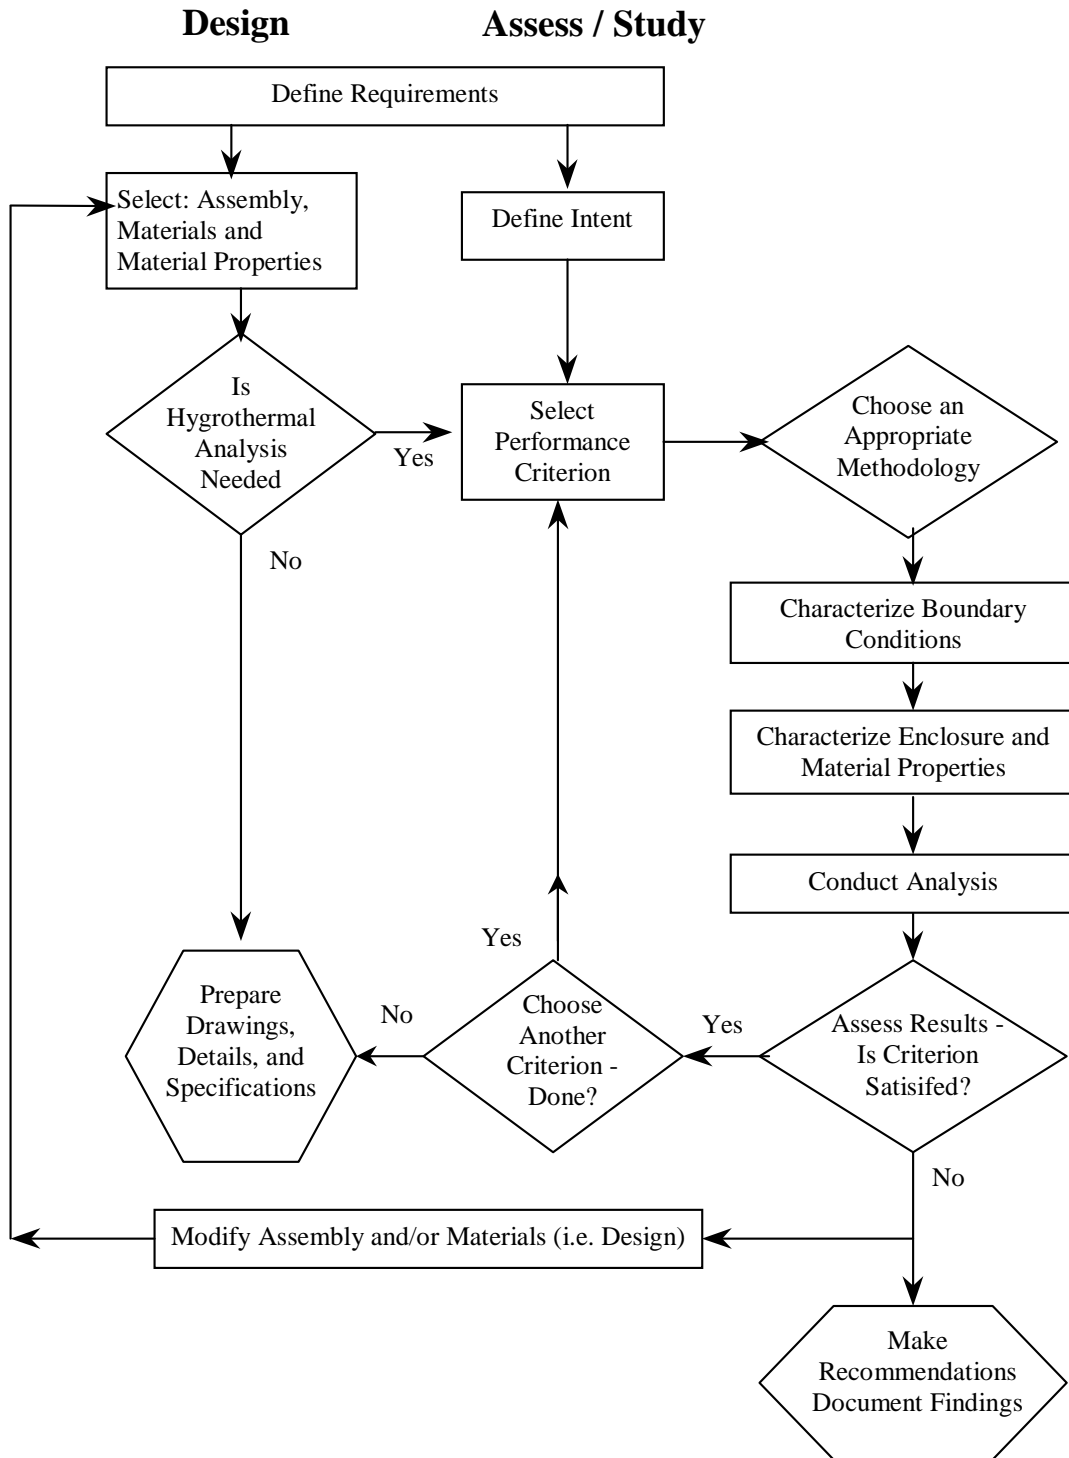 Design
Assess / Study
Define Requirements
Select: Assembly,
Materials and
Material Properties
Define Intent
Is
Hygrothermal
Analysis
Needed
Yes
No
Select
Performance
Criterion
Choose an
Appropriate
Methodology
Characterize Boundary
Conditions
Characterize Enclosure and
Material Properties
Conduct Analysis
Assess Results -
Is Criterion
Satisifed?
Yes
No
Choose
Another
Criterion -
Done?
Yes
No
Prepare
Drawings,
Details, and
Specifications
Modify Assembly and/or Materials (i.e. Design)
Make
Recommendations
Document Findings